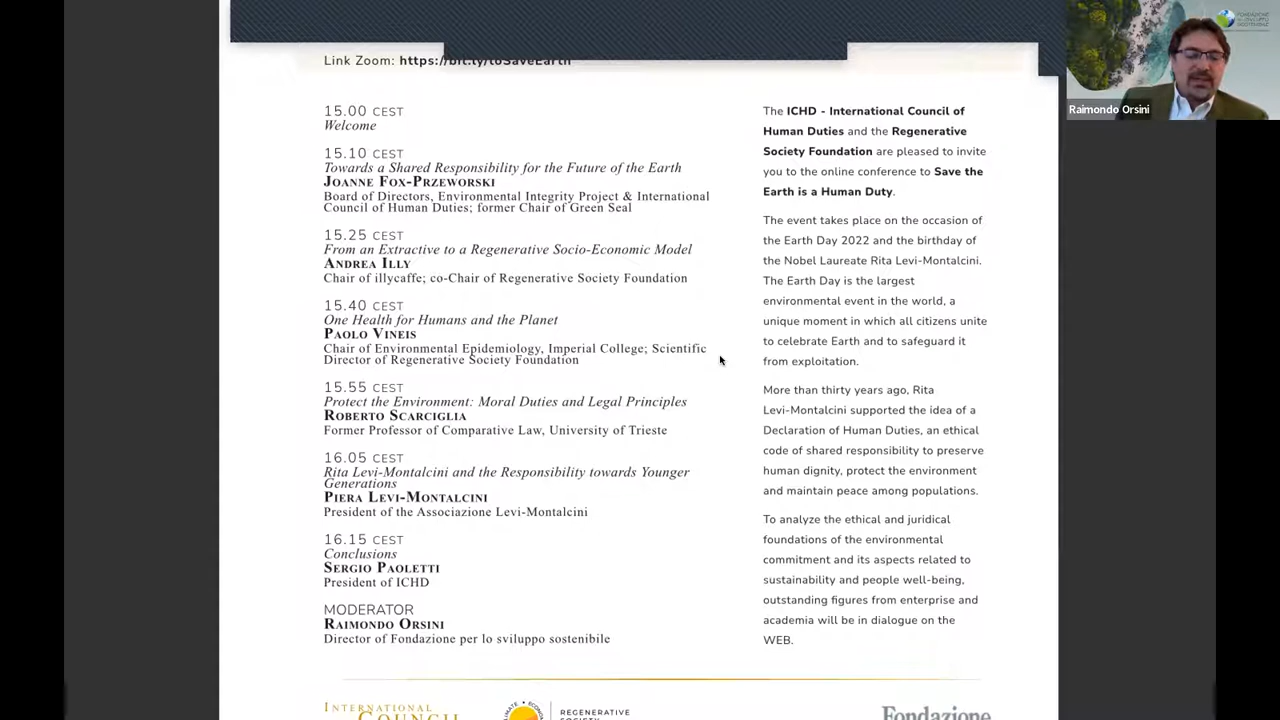 Link Zoom: https://bit.ly/toSaveEarth
15.00 CEST
Welcome
15.10 CEST
Towards a Shared Responsibility for the Future of the Earth
JOANNE FOX-PRZEWORSKI
Board of Directors, Environmental Integrity Project & International
Council of Human Duties; former Chair of Green Seal
15.25 CEST
From an Extractive to a Regenerative Socio-Economic Model
ANDREA ILLY
Chair of illycaffe; co-Chair of Regenerative Society Foundation
15.40 CEST
One Health for Humans and the Planet
PAOLO VINEIS
Chair of Environmental Epidemiology, Imperial College; Scientific
Director of Regenerative Society Foundation
15.55 CEST
Protect the Environment: Moral Duties and Legal Principles
ROBERTO SCARCIGLIA
Former Professor of Comparative Law, University of Trieste
16.05 CEST
Rita Levi-Montalcini and the Responsibility towards Younger
Generations
PIERA LEVI-MONTALCINI
President of the Associazione Levi-Montalcini
16.15 CEST
Conclusions
SERGIO PAOLETTI
President of ICHD
MODERATOR
RAIMONDO ORSINI
Director of Fondazione per lo sviluppo sostenibile
The ICHD - International Council of
Human Duties and the Regenerative
Society Foundation are pleased to invite
you to the online conference to Save the
Earth is a Human Duty.
The event takes place on the occasion of
the Earth Day 2022 and the birthday of
the Nobel Laureate Rita Levi-Montalcini.
The Earth Day is the largest
environmental event in the world, a
unique moment in which all citizens unite
to celebrate Earth and to safeguard it
from exploitation.
More than thirty years ago, Rita
Levi-Montalcini supported the idea of a
Declaration of Human Duties, an ethical
code of shared responsibility to preserve
human dignity, protect the environment
and maintain peace among populations.
To analyze the ethical and juridical
foundations of the environmental
commitment and its aspects related to
sustainability and people well-being,
outstanding figures from enterprise and
academia will be in dialogue on the
WEB.
INTERNATIONAL
COUNCIL
CLIMATE • ECONOM
REGENERATIVE
SOCIETY
Fondazione
FONDAZIONE
PER LO SVILUPPO
SOSTENIBILE
Raimondo Orsini